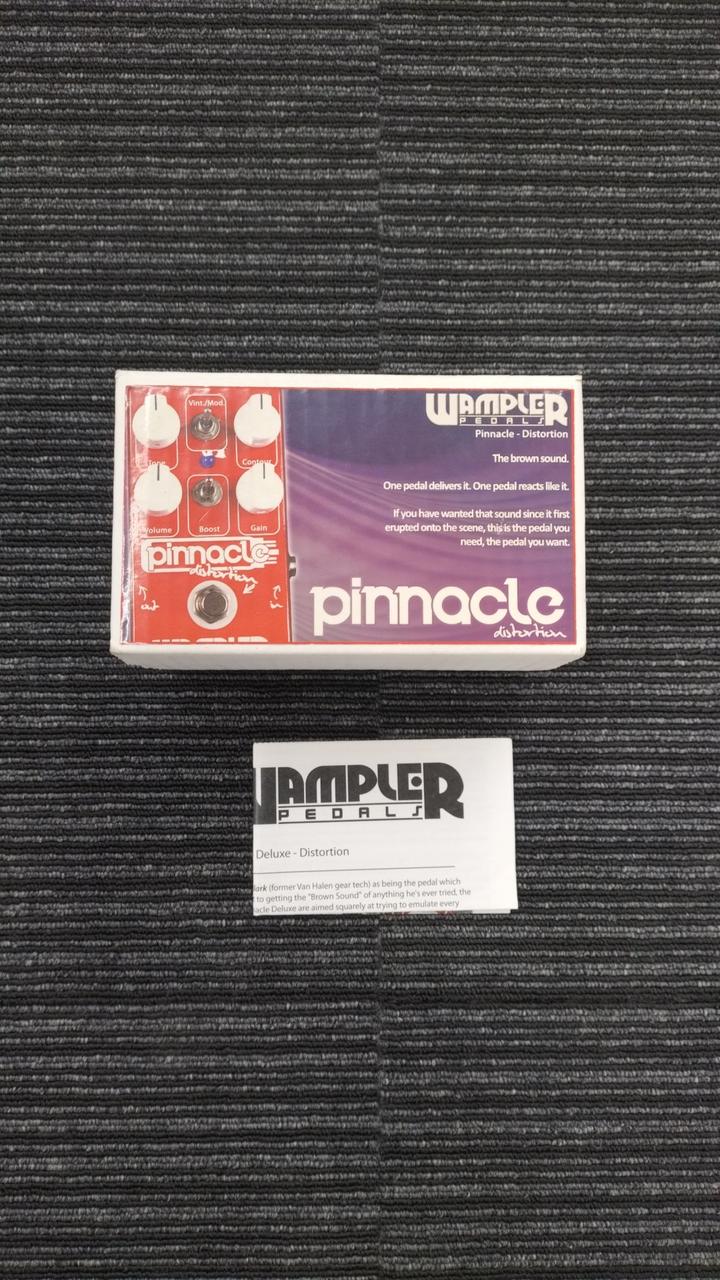 Vint./Mod.
Tone
Contour
Volume
Boost
Gain
pinnacle
distortion
out
in
WAMPLER
PEDALS
Pinnacle - Distortion
The brown sound.
One pedal delivers it. One pedal reacts like it.
If you have wanted that sound since it first
erupted onto the scene, this is the pedal you
need, the pedal you want.
pinnacle
distortion
WAMPLER
PEDALS
Deluxe - Distortion
lark (former Van Halen gear tech) as being the pedal which
to getting the "Brown Sound" of anything he's ever tried, the
acle Deluxe are aimed squarely at trying to emulate every